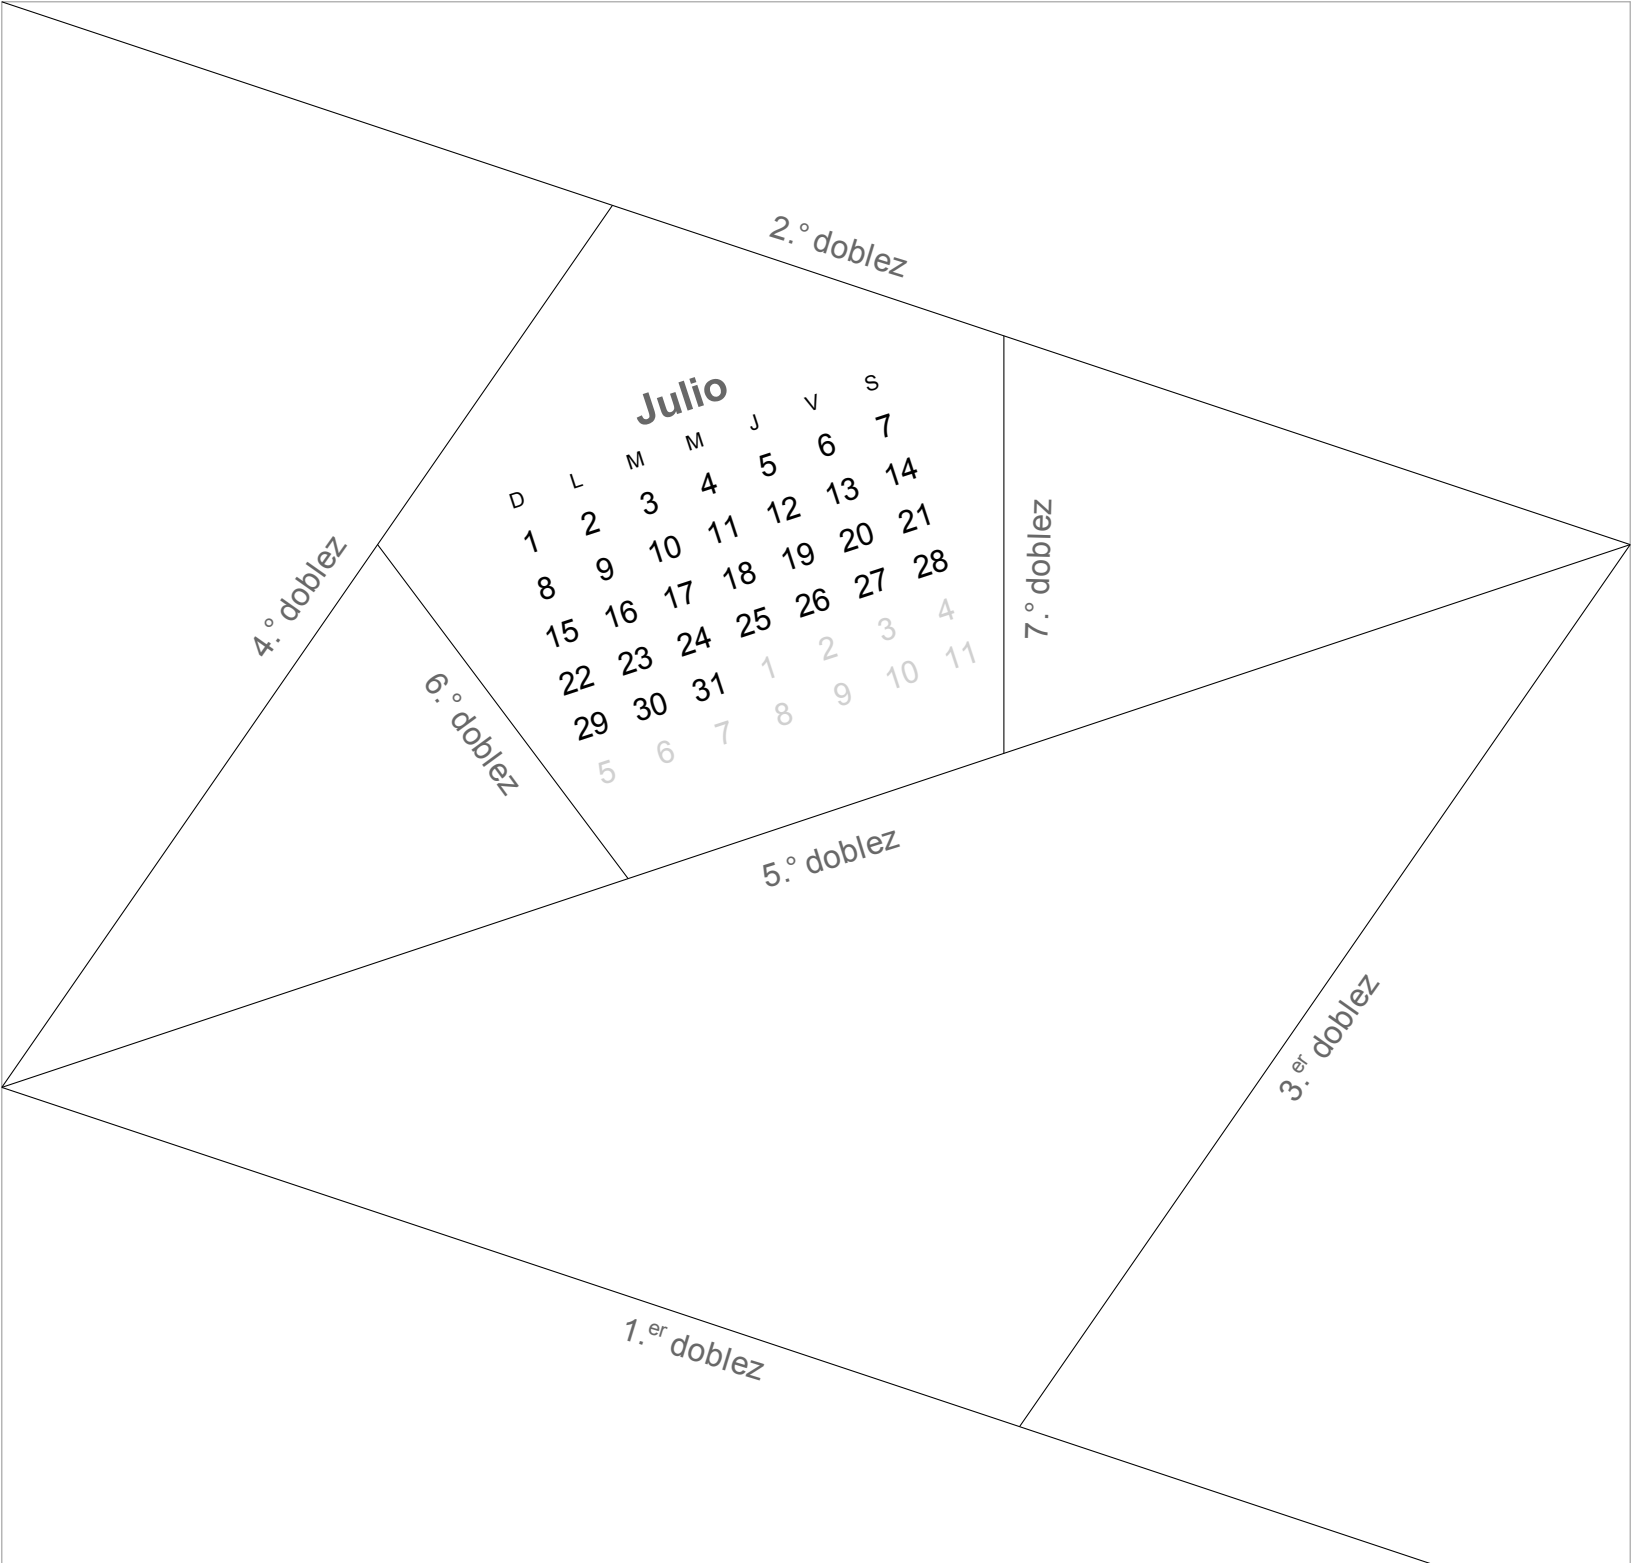 2.° doblez
Julio
D L M M J V S
1 2 3 4 5 6 7
8 9 10 11 12 13 14
15 16 17 18 19 20 21
22 23 24 25 26 27 28
29 30 31 1 2 3 4
5 6 7 8 9 10 11
4.° doblez
7.° doblez
6.° doblez
5.° doblez
3.er doblez
1.er doblez